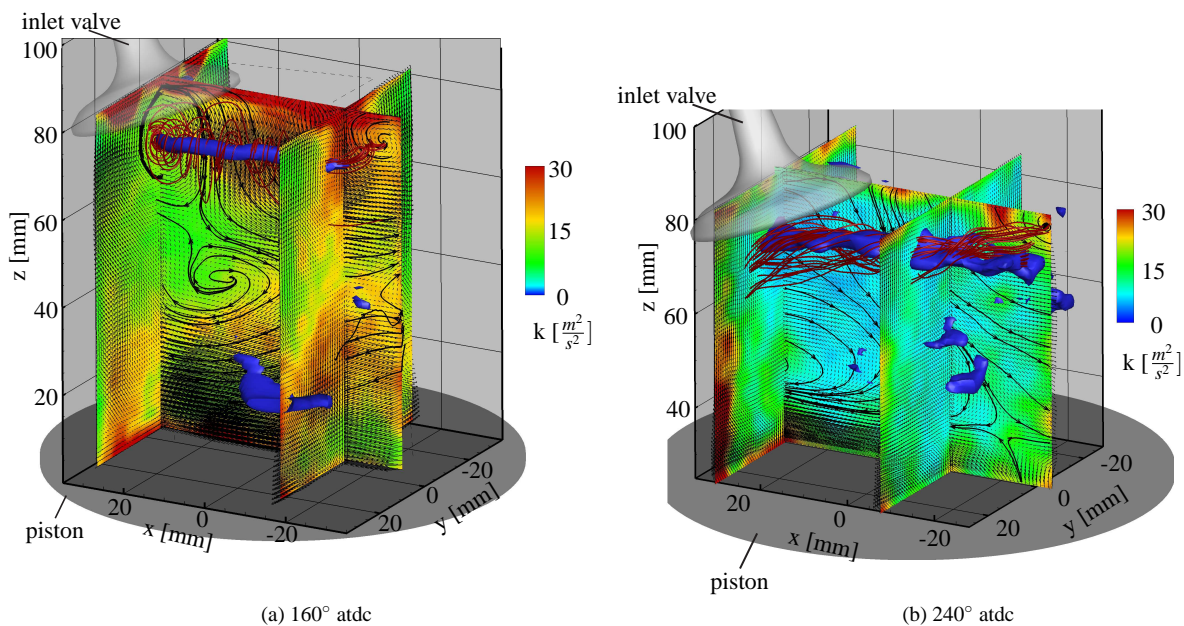 inlet valve
100
80
60
40
20
z [mm]
20
0
-20
x [mm]
20
0
-20
y [mm]
piston
30
15
0
k [m²/s²]
(a) 160° atdc
inlet valve
100
80
60
40
z [mm]
20
0
-20
x [mm]
20
0
-20
y [mm]
piston
30
15
0
k [m²/s²]
(b) 240° atdc